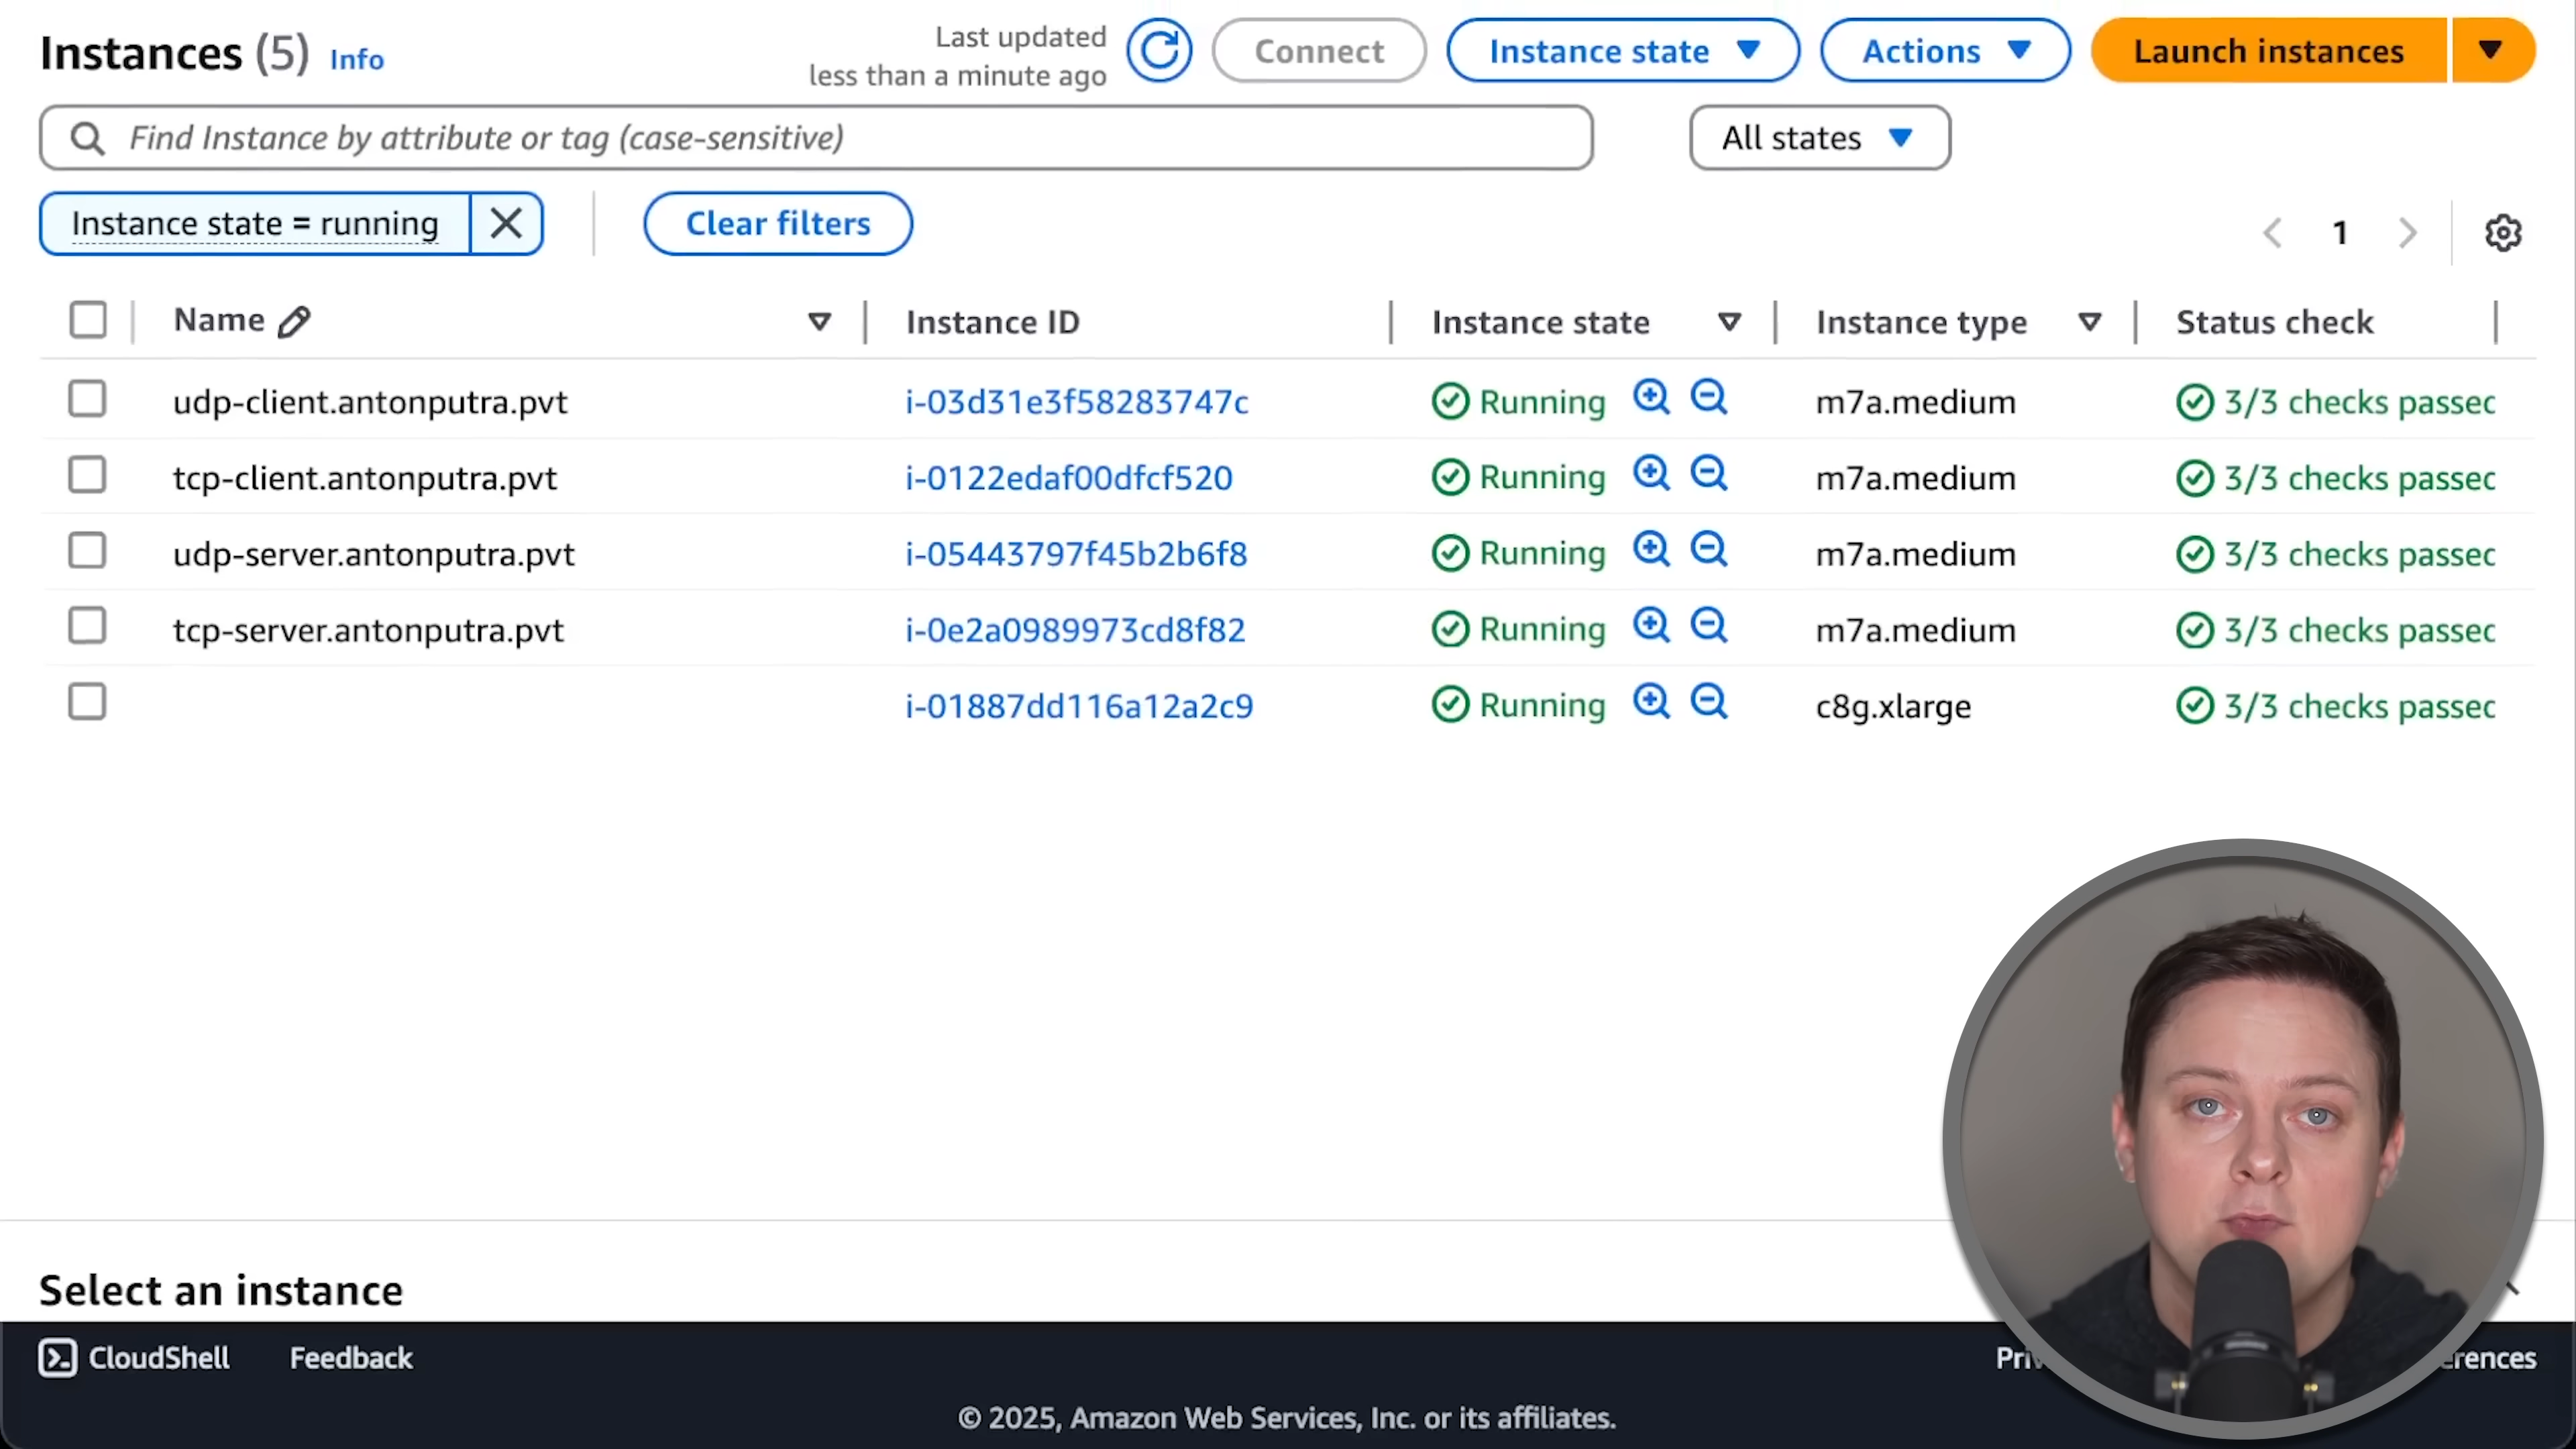 Instances (5) Info
Last updated
less than a minute ago
Connect
Instance state
Actions
Launch instances
Find Instance by attribute or tag (case-sensitive)
All states
Instance state = running
Clear filters
1
Name Instance ID Instance state Instance type Status check
udp-client.antonputra.pvt i-03d31e3f58283747c Running m7a.medium 3/3 checks passec
tcp-client.antonputra.pvt i-0122edaf00dfcf520 Running m7a.medium 3/3 checks passec
udp-server.antonputra.pvt i-05443797f45b2b6f8 Running m7a.medium 3/3 checks passec
tcp-server.antonputra.pvt i-0e2a0989973cd8f82 Running m7a.medium 3/3 checks passec
i-01887dd116a12a2c9 Running c8g.xlarge 3/3 checks passec
Select an instance
CloudShell Feedback
© 2025, Amazon Web Services, Inc. or its affiliates.